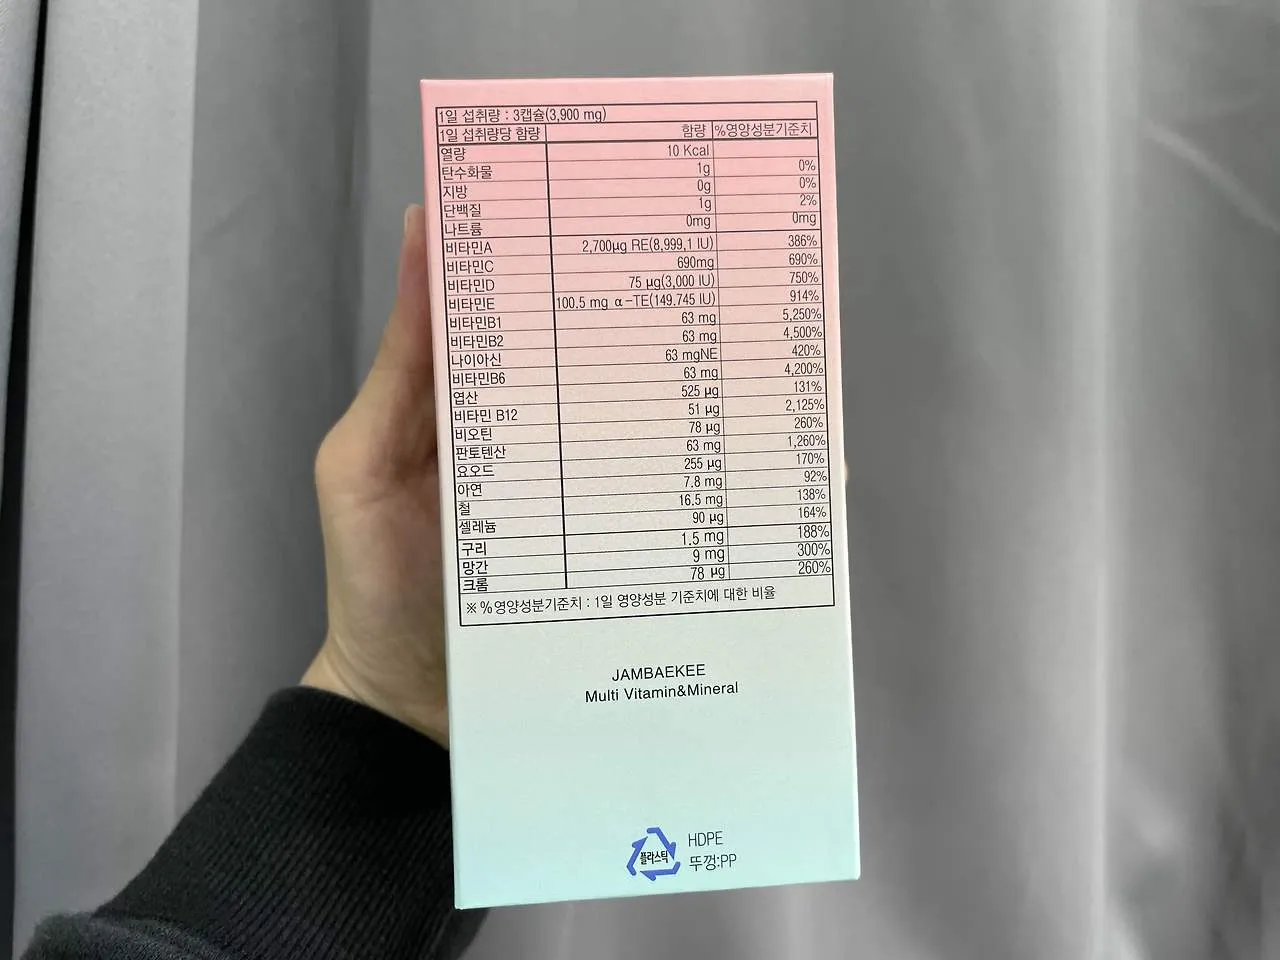 1일 섭취량 : 3캡슐(3,900 mg)
1일 섭취량당 함량 함량 %영양성분기준치
열량 10 Kcal
탄수화물 1g 0%
지방 0g 0%
단백질 1g 2%
나트륨 0mg 0mg
비타민A 2,700µg RE(8,999,1 IU) 386%
비타민C 690mg 690%
비타민D 75 µg(3,000 IU) 750%
비타민E 100.5 mg α-TE(149.745 IU) 914%
비타민B1 63 mg 5,250%
비타민B2 63 mg 4,500%
나이아신 63 mgNE 420%
비타민B6 63 mg 4,200%
엽산 525 µg 131%
비타민 B12 51 µg 2,125%
비오틴 78 µg 260%
판토텐산 63 mg 1,260%
요오드 255 µg 170%
아연 7.8 mg 92%
철 16.5 mg 138%
셀레늄 90 µg 164%
구리 1.5 mg 188%
망간 9 mg 300%
크롬 78 µg 260%
※ %영양성분기준치 : 1일 영양성분 기준치에 대한 비율
JAMBAEKEE
Multi Vitamin&Mineral
플라스틱
HDPE
뚜껑:PP